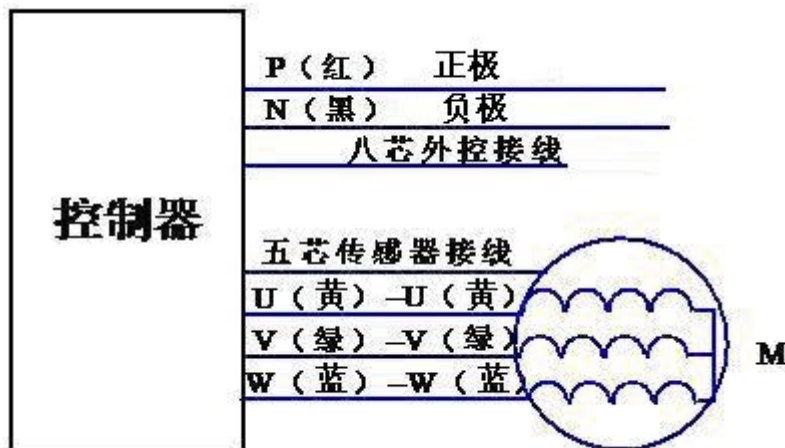 P（红） 正极
N（黑） 负极
八芯外控接线
控制器
五芯传感器接线
U（黄）–U（黄）
V（绿）–V（绿）
W（蓝）–W（蓝）
M